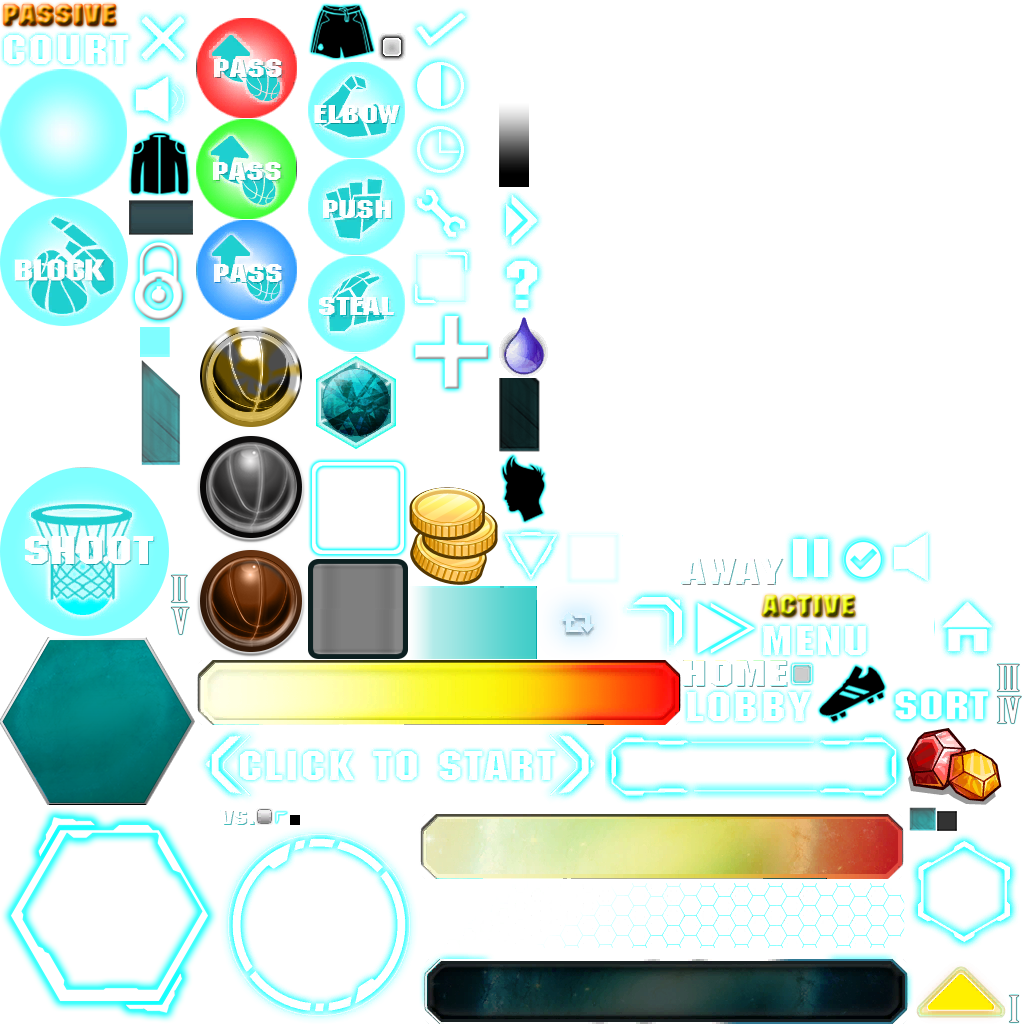 PASSIVE
COURT
PASS
ELBOW
PASS
PUSH
BLOCK
PASS
STEAL
?
SHOOT
II
V
AWAY
ACTIVE
MENU
HOME
LOBBY
SORT
III
IV
CLICK TO START
VS.
I